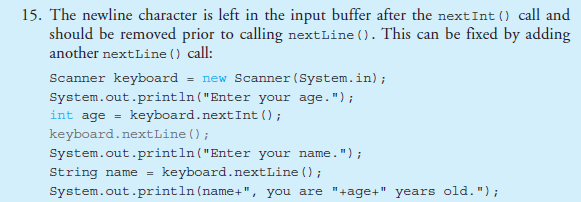 15. The newline character is left in the input buffer after the nextInt() call and
should be removed prior to calling nextLine(). This can be fixed by adding
another nextLine() call:
Scanner keyboard = new Scanner(System.in);
System.out.println("Enter your age.");
int age = keyboard.nextInt();
keyboard.nextLine();
System.out.println("Enter your name.");
String name = keyboard.nextLine();
System.out.println(name+", you are "+age+" years old.");